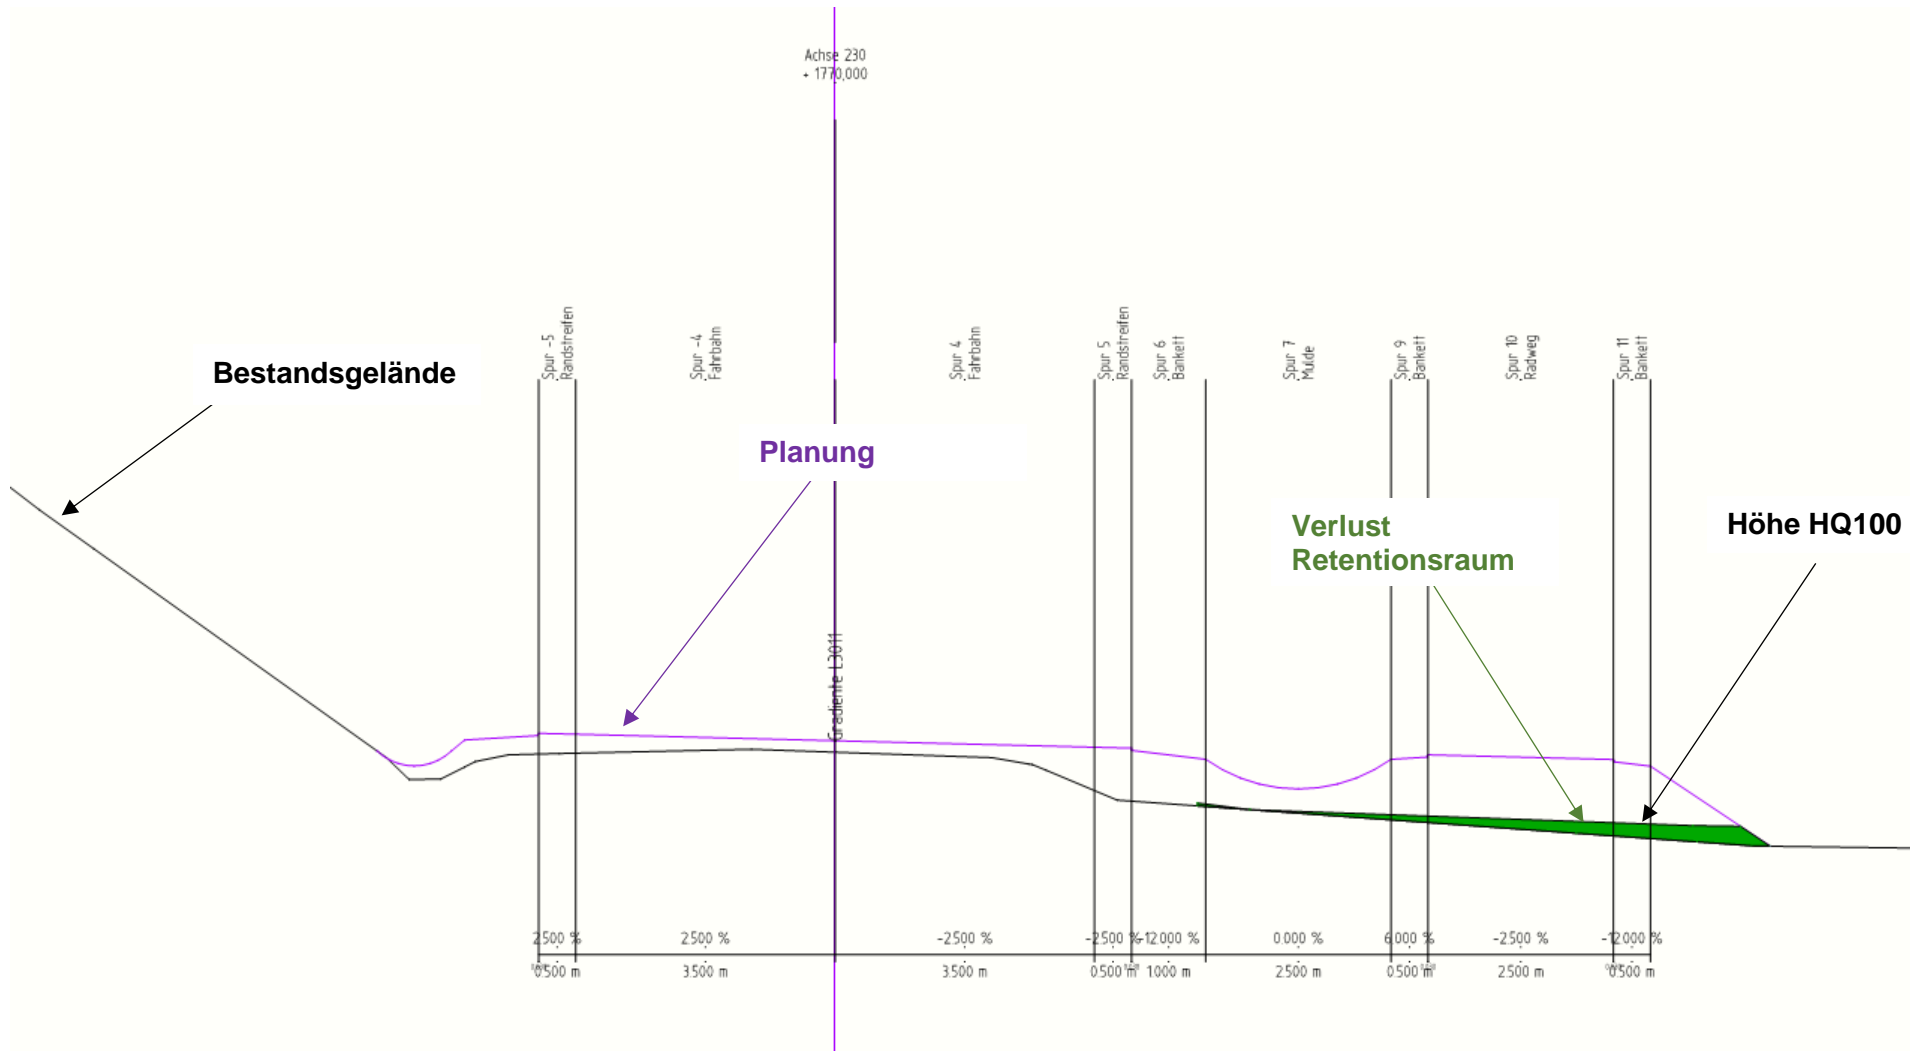 Achse 230
+ 1770,000
Spur -5
Randstreifen
Spur -4
Fahrbahn
Spur 4
Fahrbahn
Spur 5
Randstreifen
Spur 6
Bankett
Spur 7
Mulde
Spur 9
Bankett
Spur 10
Radweg
Spur 11
Bankett
Bestandsgelände
Planung
Verlust
Retentionsraum
Höhe HQ100
Gradiente L3011
2.500 % 2.500 % -2.500 % -2.500 % -12.000 % 0.000 % 6.000 % -2.500 % -12.000 %
0.500 m 3.500 m 3.500 m 0.500 m 1.000 m 2.500 m 0.500 m 2.500 m 0.500 m